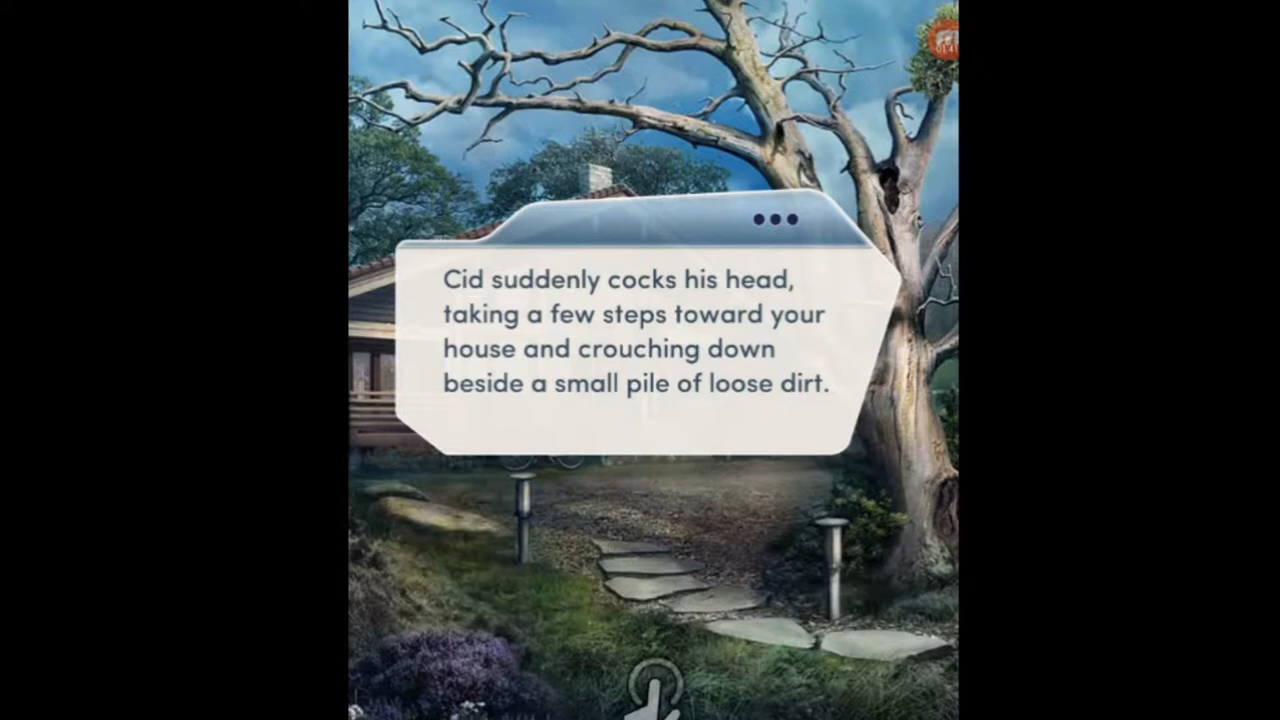 Cid suddenly cocks his head,
taking a few steps toward your
house and crouching down
beside a small pile of loose dirt.